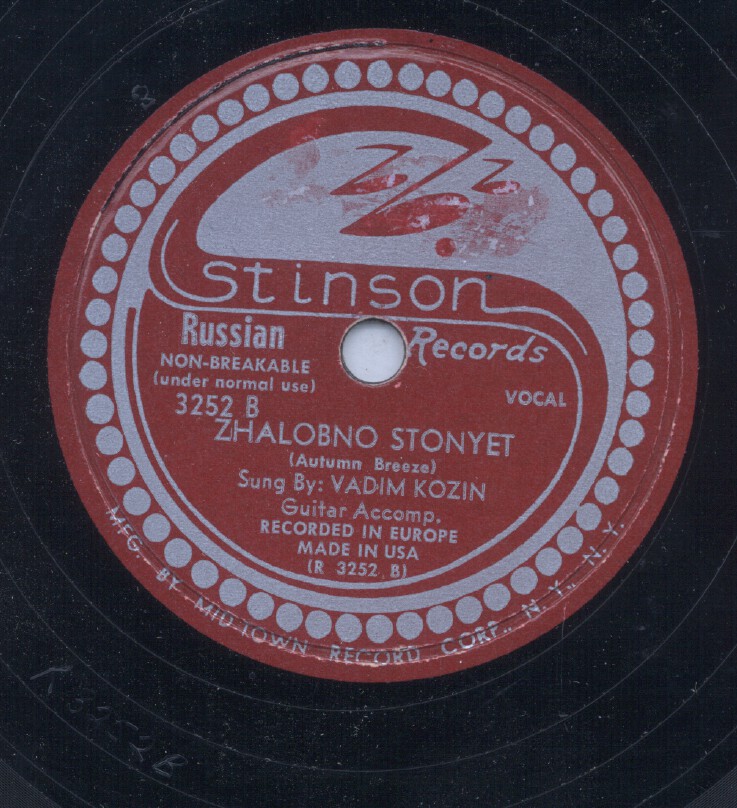 Stinson
Records
Russian
NON-BREAKABLE
(under normal use)
VOCAL
3252 B
ZHALOBNO STONYET
(Autumn Breeze)
Sung By: VADIM KOZIN
Guitar Accomp.
RECORDED IN EUROPE
MADE IN USA
(R 3252 B)
MFG. BY MID-TOWN RECORD CORP., N. Y., N. Y.
R3252B